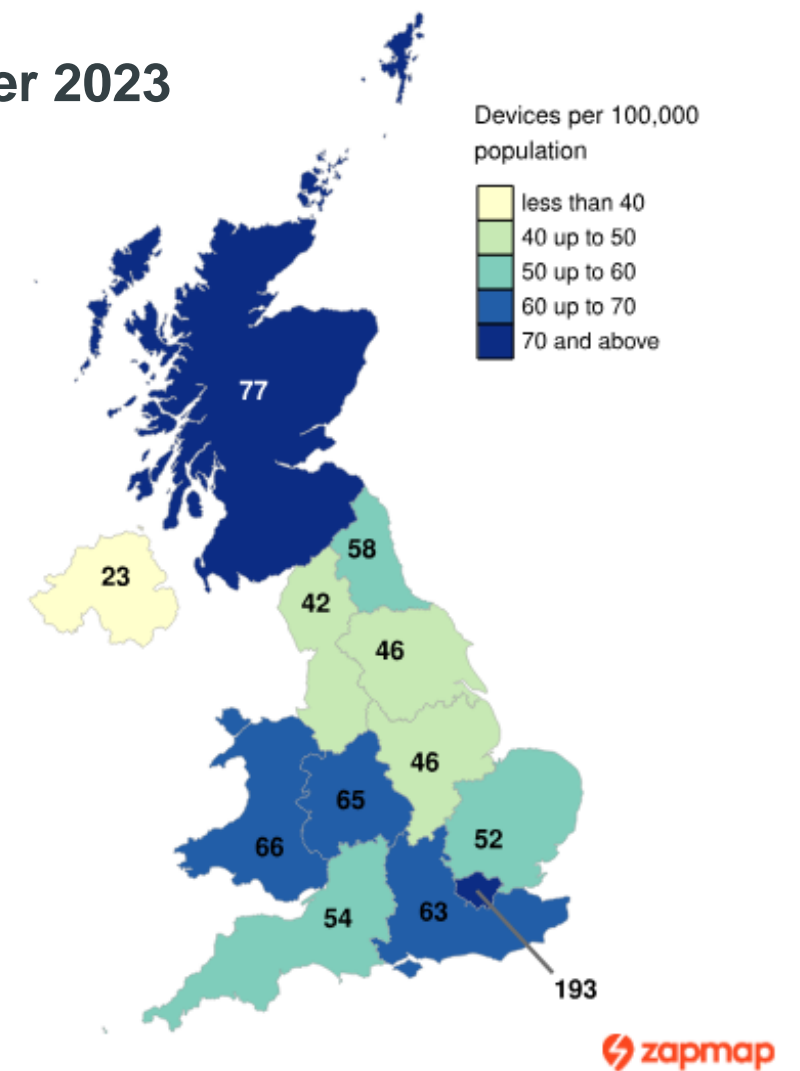 er 2023
Devices per 100,000
population
less than 40
40 up to 50
50 up to 60
60 up to 70
70 and above
77
58
23
42
46
46
65
52
66
63
54
193
zapmap